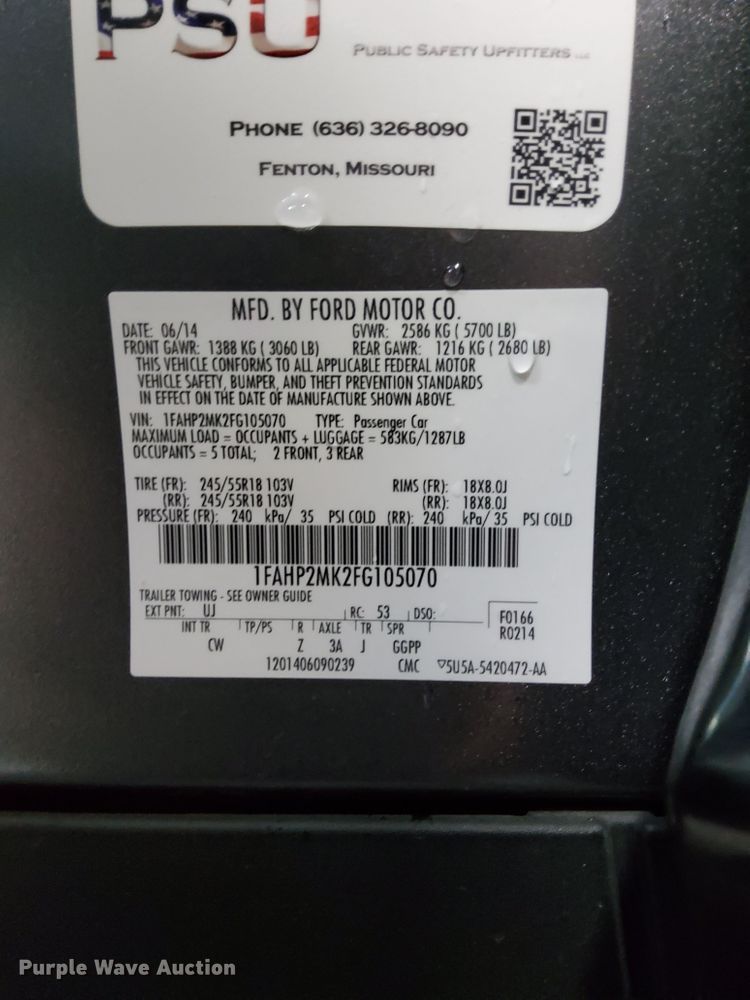 PSU
PUBLIC SAFETY UPFITTERS LLC
PHONE (636) 326-8090
FENTON, MISSOURI
MFD. BY FORD MOTOR CO.
DATE: 06/14 GVWR: 2586 KG ( 5700 LB)
FRONT GAWR: 1388 KG ( 3060 LB) REAR GAWR: 1216 KG ( 2680 LB)
THIS VEHICLE CONFORMS TO ALL APPLICABLE FEDERAL MOTOR
VEHICLE SAFETY, BUMPER, AND THEFT PREVENTION STANDARDS
IN EFFECT ON THE DATE OF MANUFACTURE SHOWN ABOVE.
VIN: 1FAHP2MK2FG105070 TYPE: Passenger Car
MAXIMUM LOAD = OCCUPANTS + LUGGAGE = 583KG/1287LB
OCCUPANTS = 5 TOTAL; 2 FRONT, 3 REAR
TIRE (FR): 245/55R18 103V RIMS (FR): 18X8.0J
(RR): 245/55R18 103V (RR): 18X8.0J
PRESSURE (FR): 240 kPa/ 35 PSI COLD (RR): 240 kPa/ 35 PSI COLD
1FAHP2MK2FG105070
TRAILER TOWING - SEE OWNER GUIDE
EXT PNT: UJ RC: 53 DSO: F0166
INT TR TP/PS R AXLE TR SPR R0214
CW Z 3A J GGPP
1201406090239 CMC ▽5U5A-5420472-AA
Purple Wave Auction